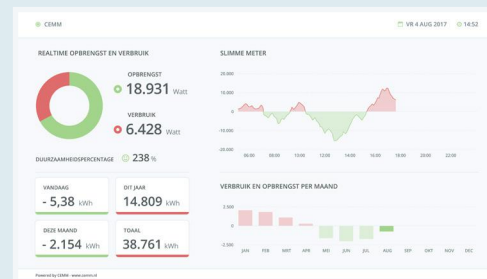 CEMM
VR 4 AUG 2017
14:52
REALTIME OPBRENGST EN VERBRUIK
OPBRENGST
18.931 Watt
VERBRUIK
6.428 Watt
DUURZAAMHEIDSPERCENTAGE 238 %
VANDAAG
- 5,38 kWh
DIT JAAR
14.809 kWh
DEZE MAAND
- 2.154 kWh
TOTAAL
38.761 kWh
SLIMME METER
20.000
10.000
0
-10.000
-20.000
06:00 08:00 10:00 12:00 14:00 16:00 18:00 20:00 22:00
VERBRUIK EN OPBRENGST PER MAAND
2.500
0
-2.500
JAN FEB MRT APR MEI JUN JUL AUG SEP OKT NOV DEC
Powered by CEMM - www.cemm.nl